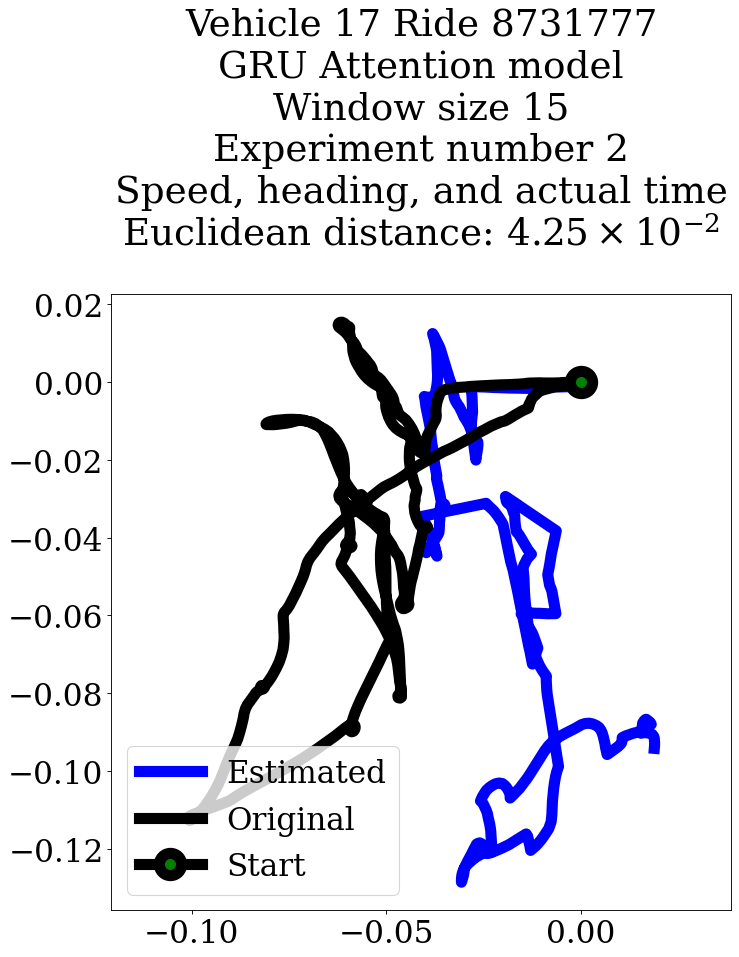 Vehicle 17 Ride 8731777
GRU Attention model
Window size 15
Experiment number 2
Speed, heading, and actual time
Euclidean distance: 4.25 × 10⁻²
0.02
0.00
−0.02
−0.04
−0.06
−0.08
−0.10
−0.12
Estimated
Original
Start
−0.10
−0.05
0.00